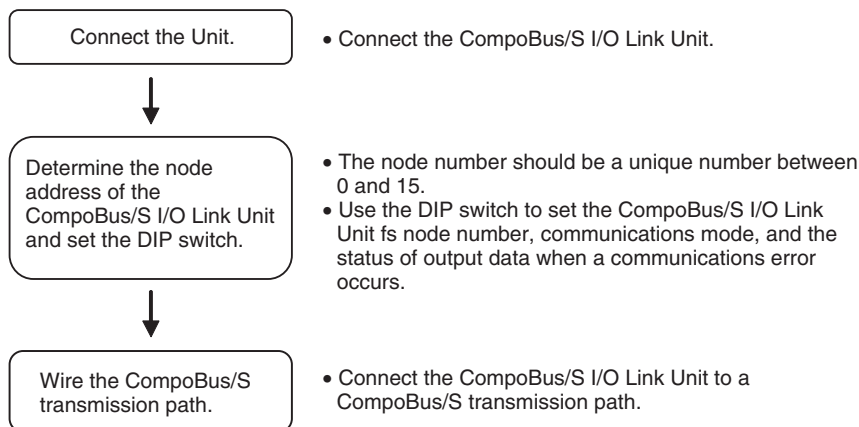 Connect the Unit.
• Connect the CompoBus/S I/O Link Unit.
Determine the node
address of the
CompoBus/S I/O Link Unit
and set the DIP switch.
• The node number should be a unique number between
0 and 15.
• Use the DIP switch to set the CompoBus/S I/O Link
Unit fs node number, communications mode, and the
status of output data when a communications error
occurs.
Wire the CompoBus/S
transmission path.
• Connect the CompoBus/S I/O Link Unit to a
CompoBus/S transmission path.